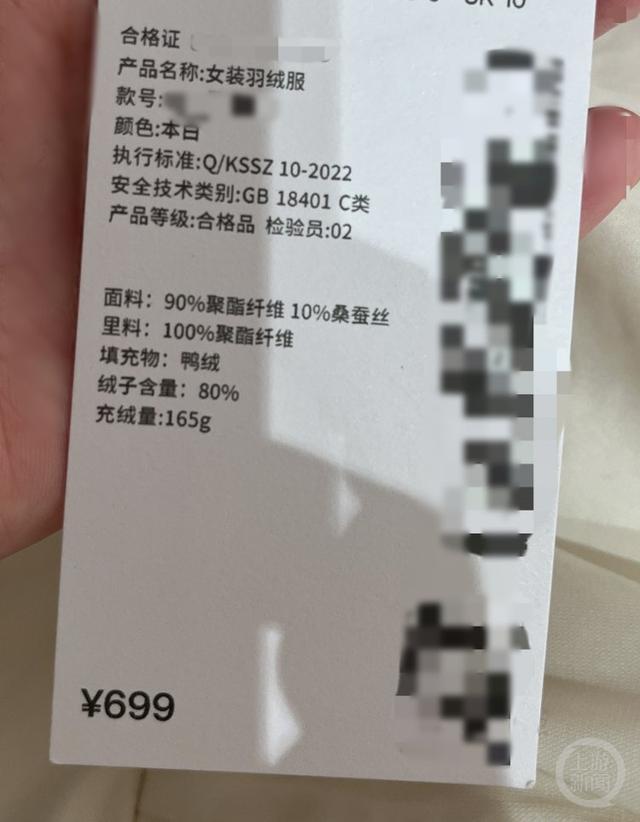 合格证
产品名称:女装羽绒服
款号:
颜色:本白
执行标准:Q/KSSZ 10-2022
安全技术类别:GB 18401 C类
产品等级:合格品 检验员:02
面料：90%聚酯纤维 10%桑蚕丝
里料：100%聚酯纤维
填充物：鸭绒
绒子含量：80%
充绒量:165g
¥699
上游新闻